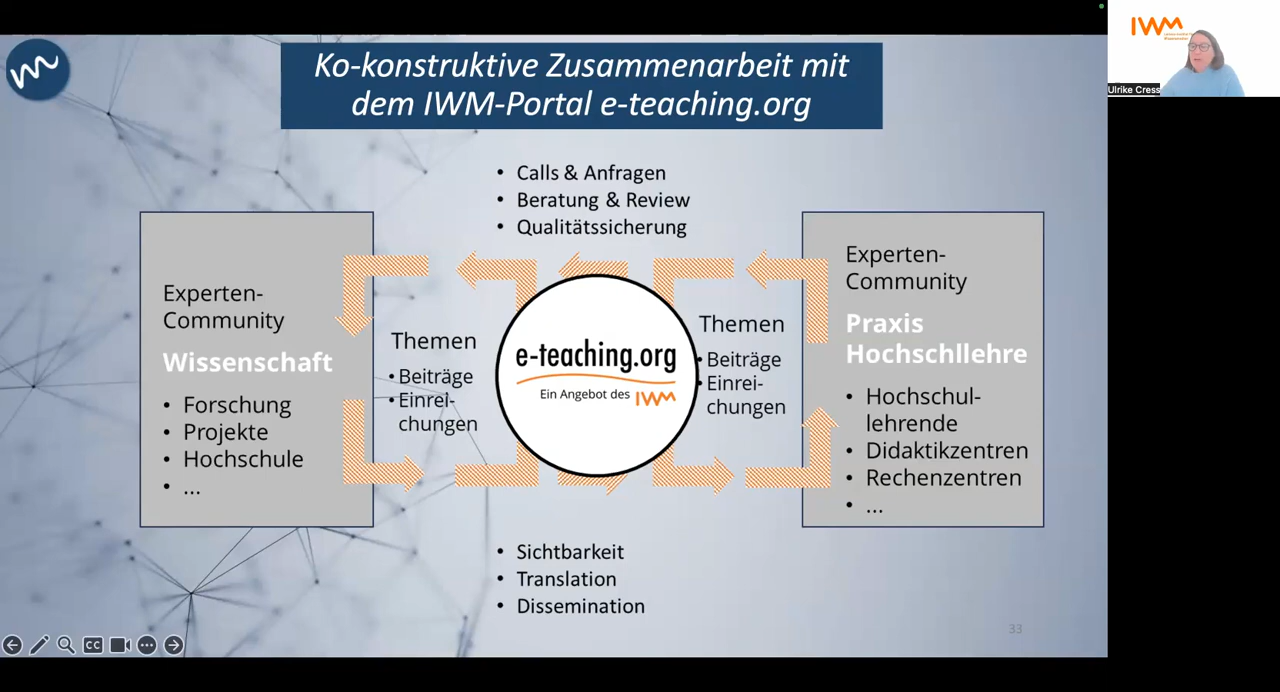 Ko-konstruktive Zusammenarbeit mit
dem IWM-Portal e-teaching.org
• Calls & Anfragen
• Beratung & Review
• Qualitätssicherung
Experten-
Community
Wissenschaft
• Forschung
• Projekte
• Hochschule
• ...
Themen
• Beiträge
• Einrei-
chungen
e-teaching.org
Ein Angebot des IWM
Themen
• Beiträge
• Einrei-
chungen
Experten-
Community
Praxis
Hochschllehre
• Hochschul-
lehrende
• Didaktikzentren
• Rechenzentren
• ...
• Sichtbarkeit
• Translation
• Dissemination
33
CC
IWM
Ulrike Cress